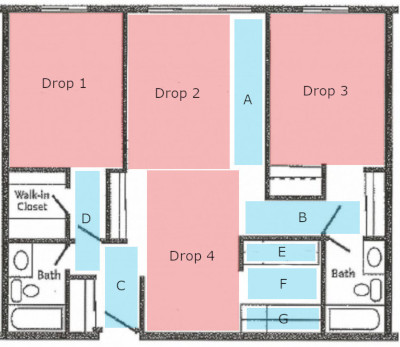 Drop 1
Drop 2
A
Drop 3
Walk-in
Closet
D
B
Drop 4
E
Bath
F
Bath
C
G